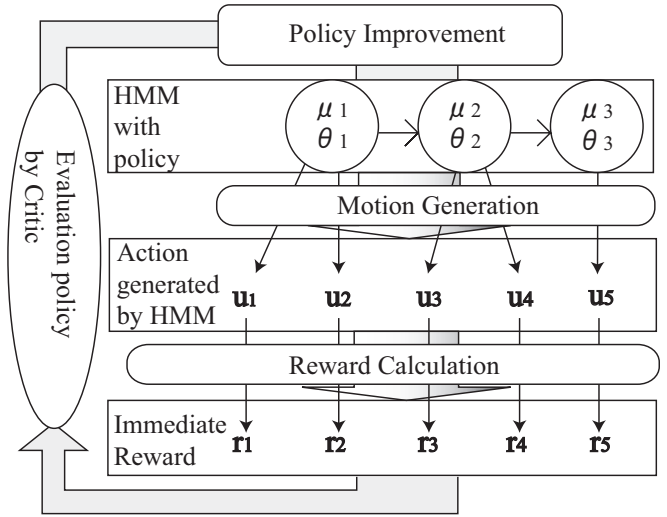 Policy Improvement
HMM
with
policy
μ 1
θ 1
μ 2
θ 2
μ 3
θ 3
Motion Generation
Action
generated
by HMM
u1 u2 u3 u4 u5
Reward Calculation
Immediate
Reward
r1 r2 r3 r4 r5
Evaluation policy
by Critic